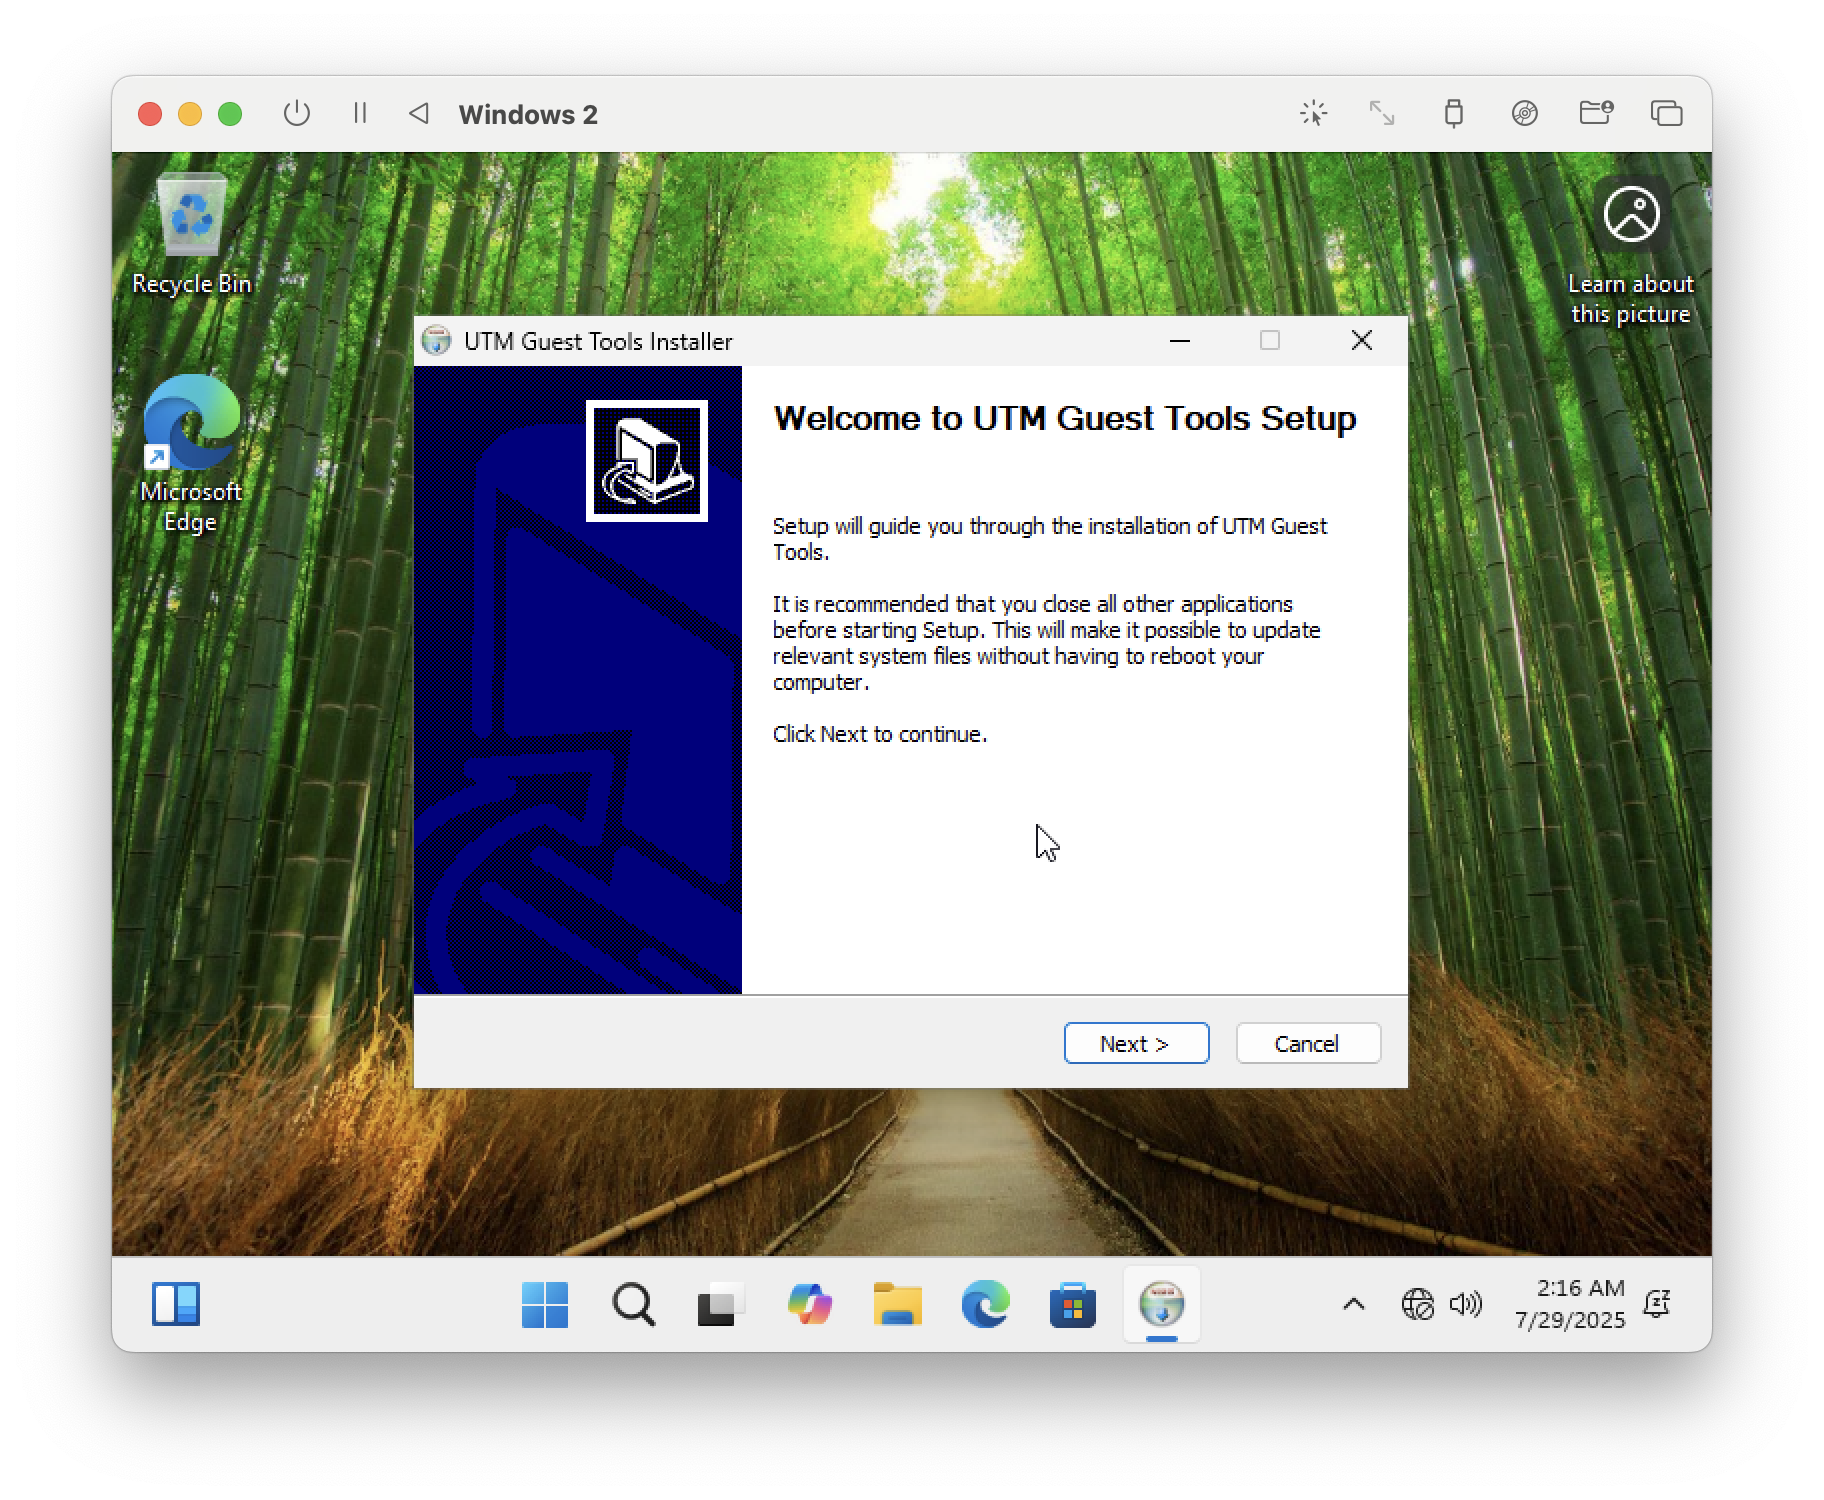 Windows 2
Recycle Bin
Learn about
this picture
Microsoft
Edge
UTM Guest Tools Installer
Welcome to UTM Guest Tools Setup
Setup will guide you through the installation of UTM Guest
Tools.
It is recommended that you close all other applications
before starting Setup. This will make it possible to update
relevant system files without having to reboot your
computer.
Click Next to continue.
Next >
Cancel
2:16 AM
7/29/2025